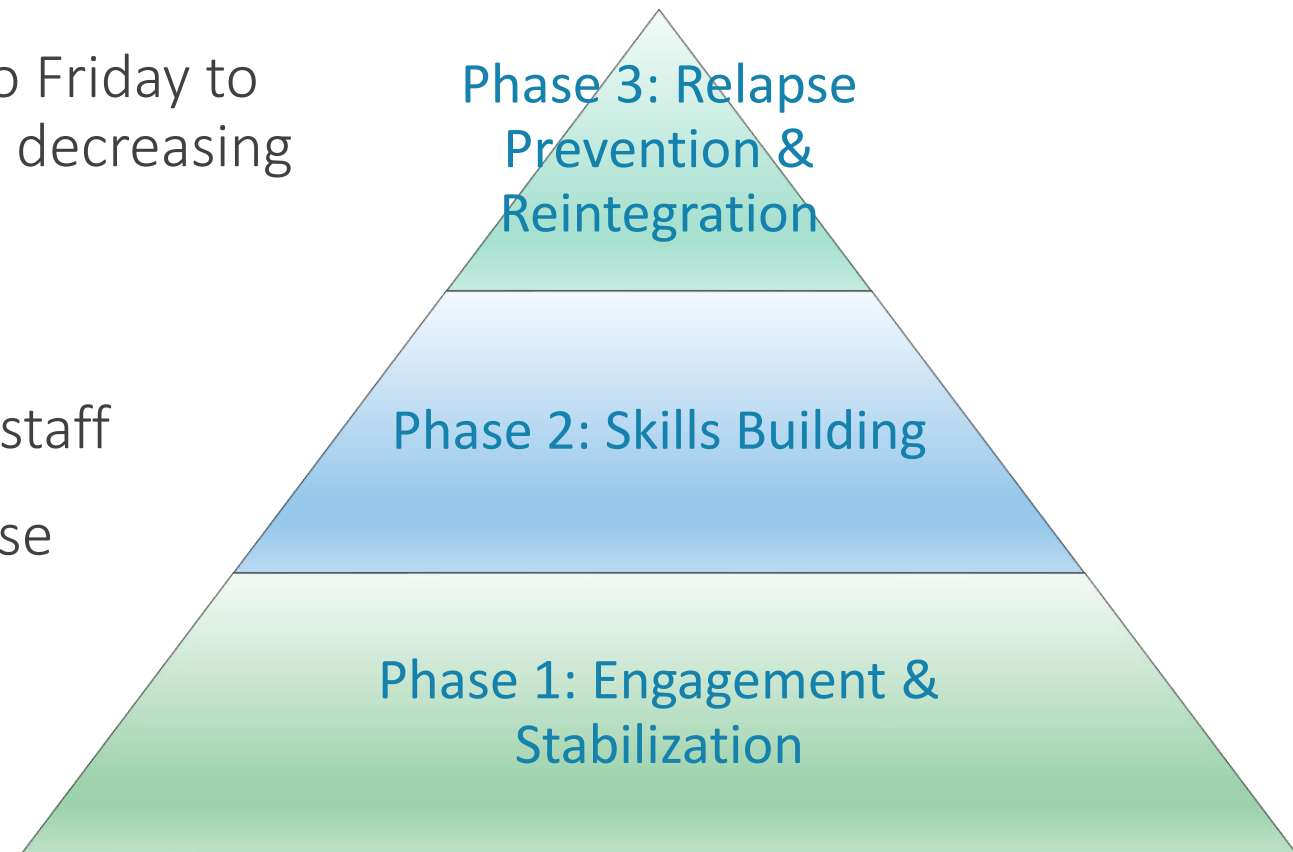 o Friday to
decreasing
staff
se
Phase 3: Relapse
Prevention &
Reintegration
Phase 2: Skills Building
Phase 1: Engagement &
Stabilization